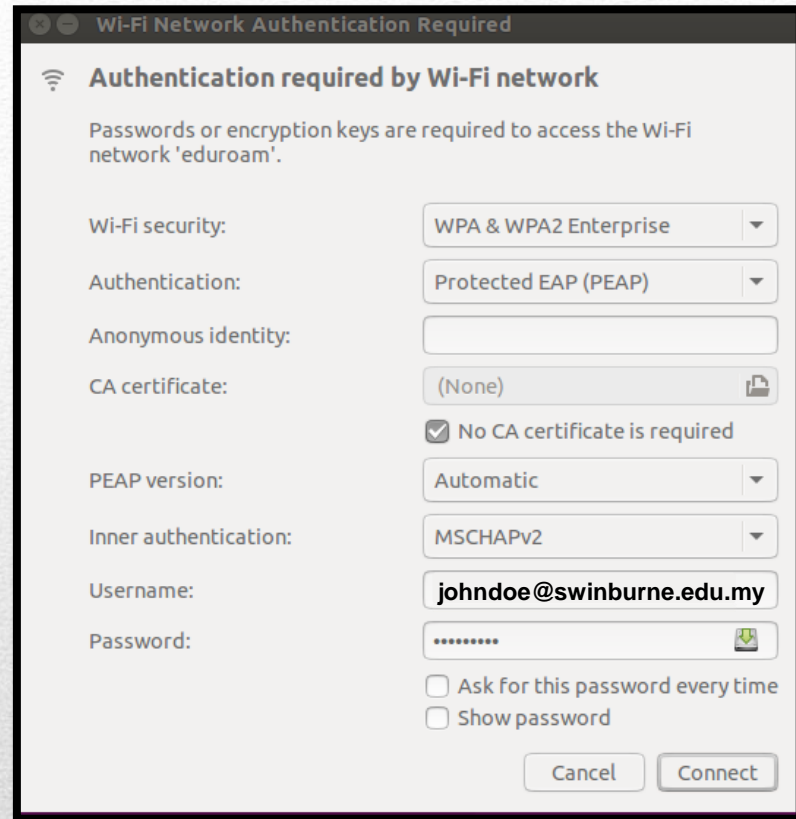 Wi-Fi Network Authentication Required
Authentication required by Wi-Fi network
Passwords or encryption keys are required to access the Wi-Fi
network 'eduroam'.
Wi-Fi security: WPA & WPA2 Enterprise
Authentication: Protected EAP (PEAP)
Anonymous identity:
CA certificate: (None)
No CA certificate is required
PEAP version: Automatic
Inner authentication: MSCHAPv2
Username: johndoe@swinburne.edu.my
Password: •••••••••
Ask for this password every time
Show password
Cancel Connect